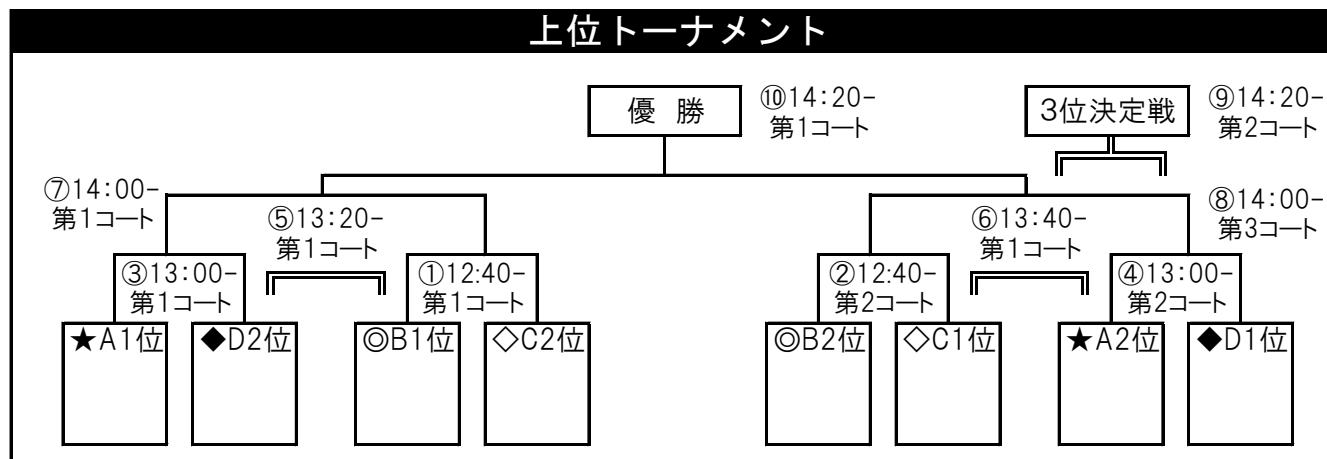 上位トーナメント
優 勝
⑩14:20-
第1コート
3位決定戦
⑨14:20-
第2コート
⑦14:00-
第1コート
⑤13:20-
第1コート
⑥13:40-
第1コート
⑧14:00-
第3コート
③13:00-
第1コート
①12:40-
第1コート
②12:40-
第2コート
④13:00-
第2コート
★A1位
◆D2位
◎B1位
◇C2位
◎B2位
◇C1位
★A2位
◆D1位